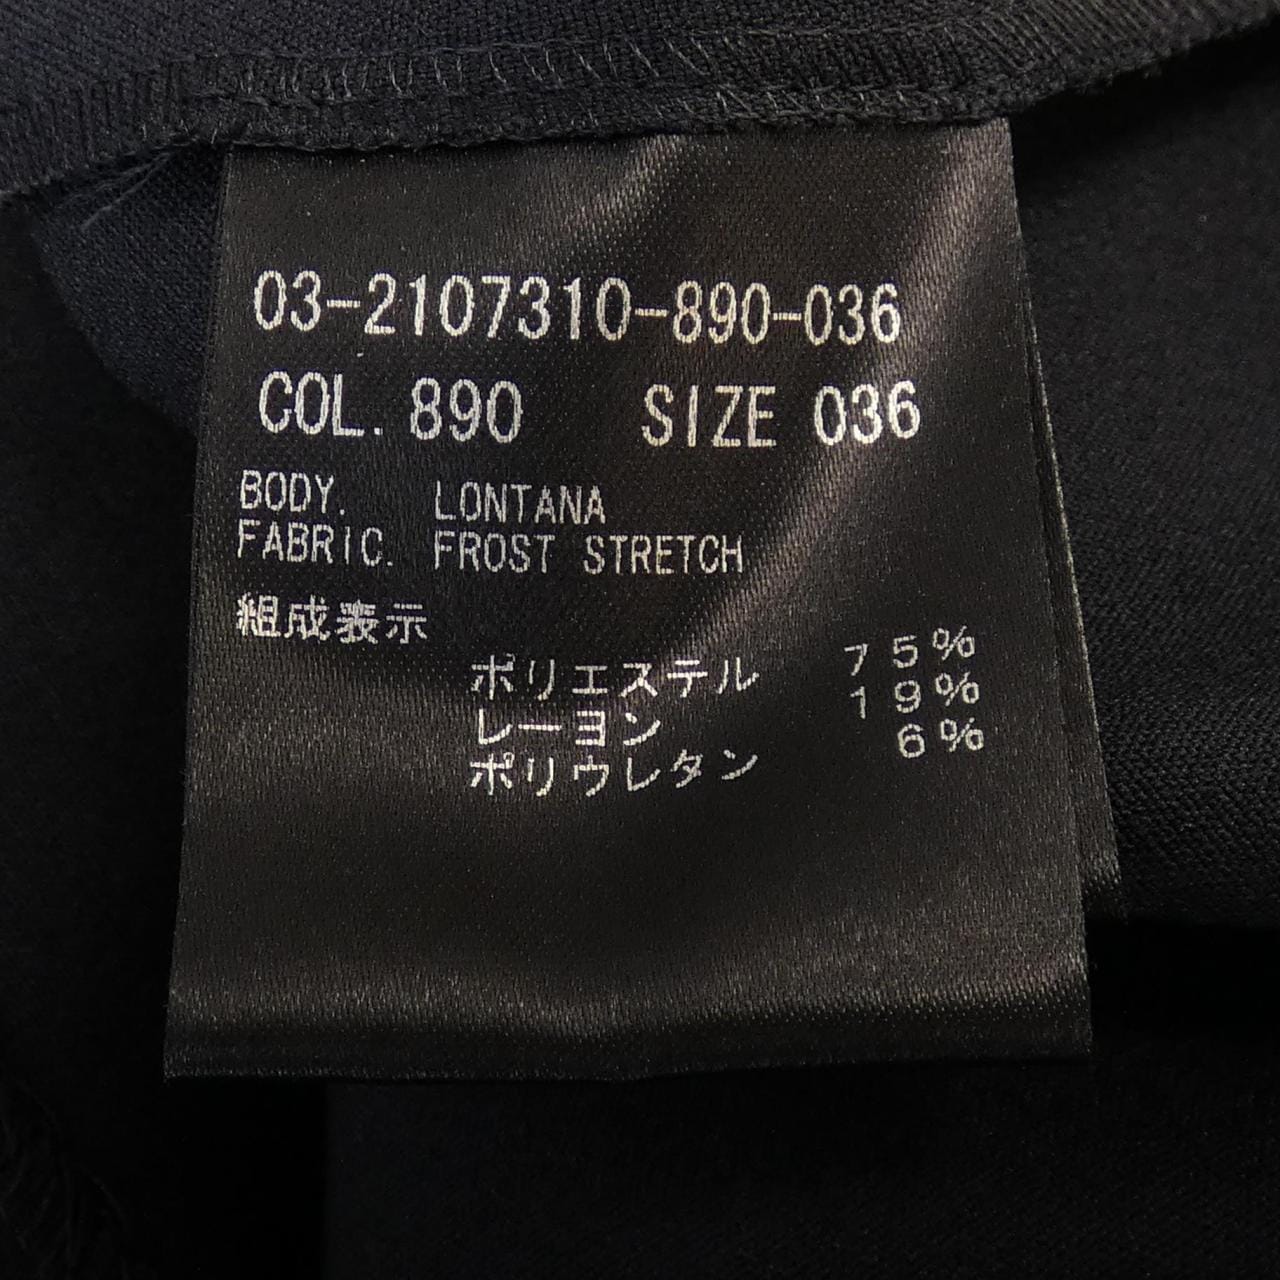 03-2107310-890-036
COL. 890 SIZE 036
BODY. LONTANA
FABRIC. FROST STRETCH
組成表示
ポリエステル 75%
レーヨン 19%
ポリウレタン 6%